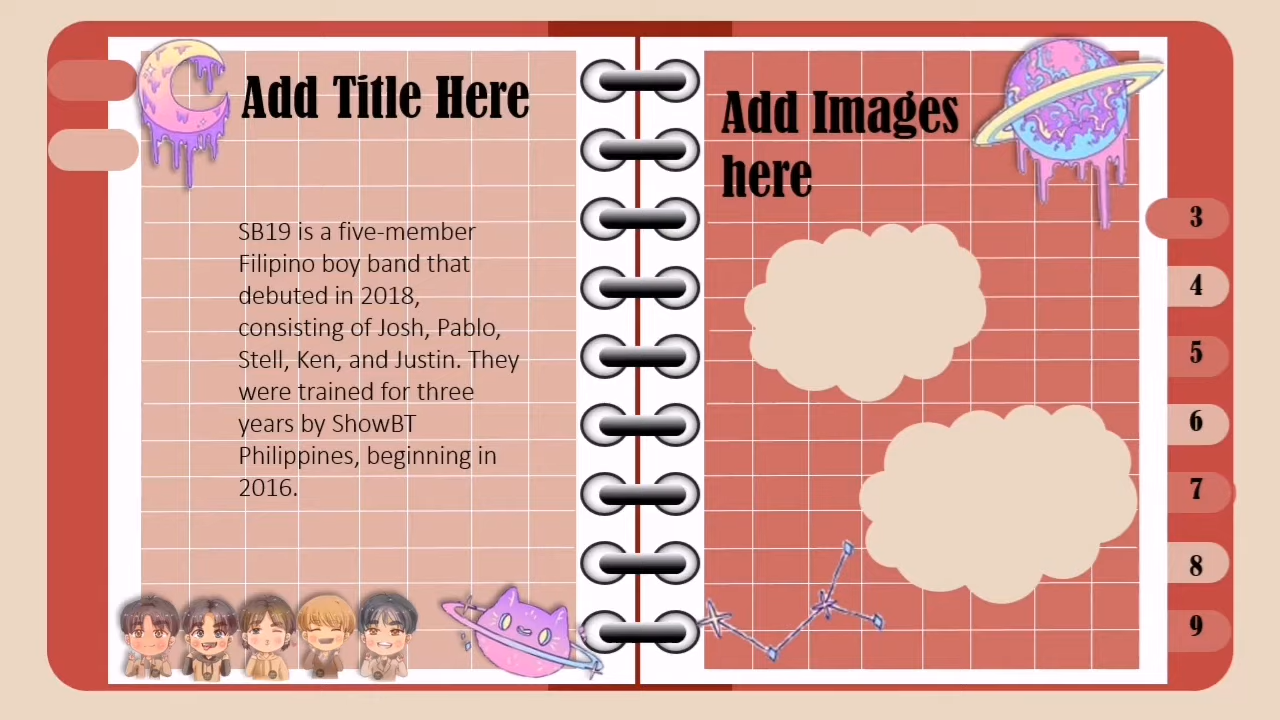 Add Title Here
SB19 is a five-member
Filipino boy band that
debuted in 2018,
consisting of Josh, Pablo,
Stell, Ken, and Justin. They
were trained for three
years by ShowBT
Philippines, beginning in
2016.
Add Images
here
3
4
5
6
7
8
9